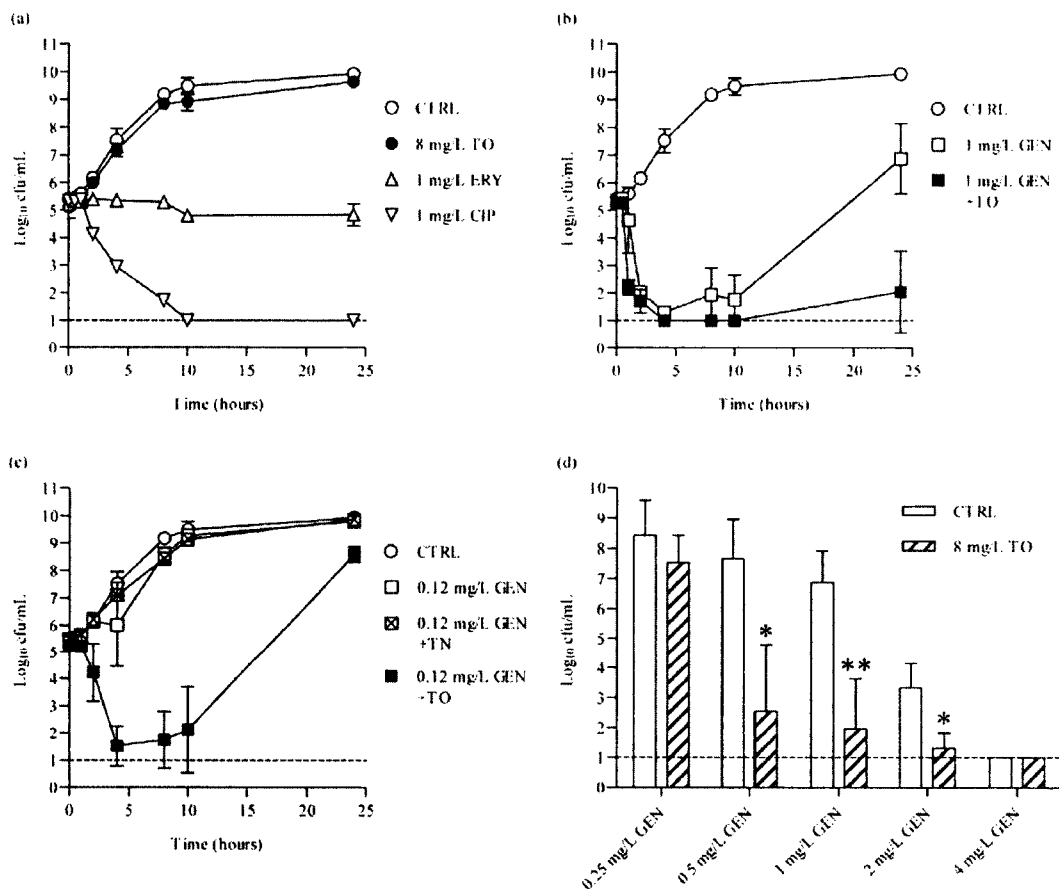 (a)
11
10
9
8
7
6
5
4
3
2
1
0
Log₁₀ cfu/mL
0 5 10 15 20 25
Time (hours)
CTRL
8 mg/L TO
1 mg/L ERY
1 mg/L CIP
(b)
11
10
9
8
7
6
5
4
3
2
1
0
Log₁₀ cfu/mL
0 5 10 15 20 25
Time (hours)
CTRL
1 mg/L GEN
1 mg/L GEN
+TO
(c)
11
10
9
8
7
6
5
4
3
2
1
0
Log₁₀ cfu/mL
0 5 10 15 20 25
Time (hours)
CTRL
0.12 mg/L GEN
0.12 mg/L GEN
+TN
0.12 mg/L GEN
+TO
(d)
10
9
8
7
6
5
4
3
2
1
0
Log₁₀ cfu/mL
CTRL
8 mg/L TO
*
**
*
0.25 mg/L GEN
0.5 mg/L GEN
1 mg/L GEN
2 mg/L GEN
4 mg/L GEN